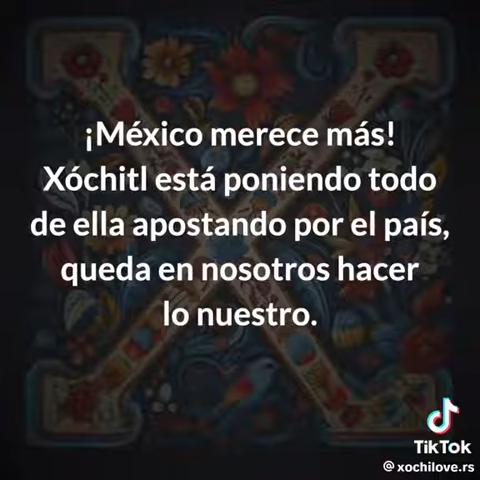 ¡México merece más!
Xóchitl está poniendo todo
de ella apostando por el país,
queda en nosotros hacer
lo nuestro.
TikTok
@xochilove.rs